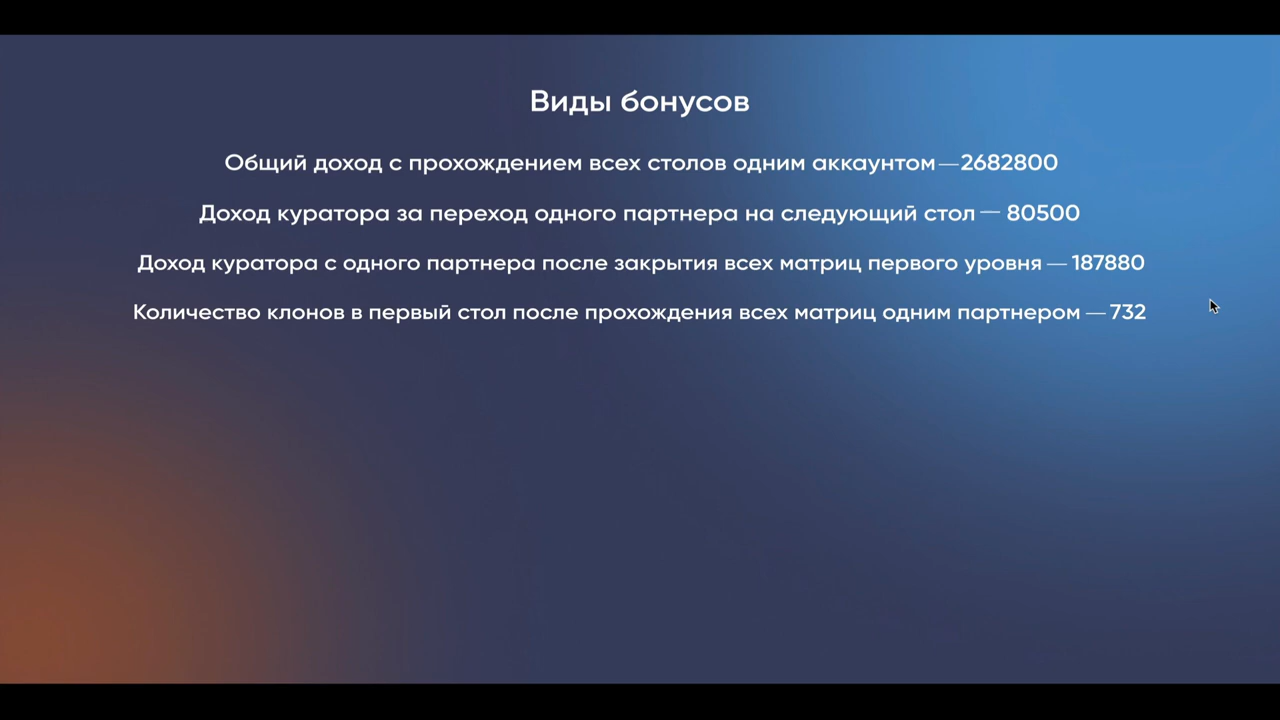 Виды бонусов
Общий доход с прохождением всех столов одним аккаунтом—2682800
Доход куратора за переход одного партнера на следующий стол — 80500
Доход куратора с одного партнера после закрытия всех матриц первого уровня — 187880
Количество клонов в первый стол после прохождения всех матриц одним партнером — 732